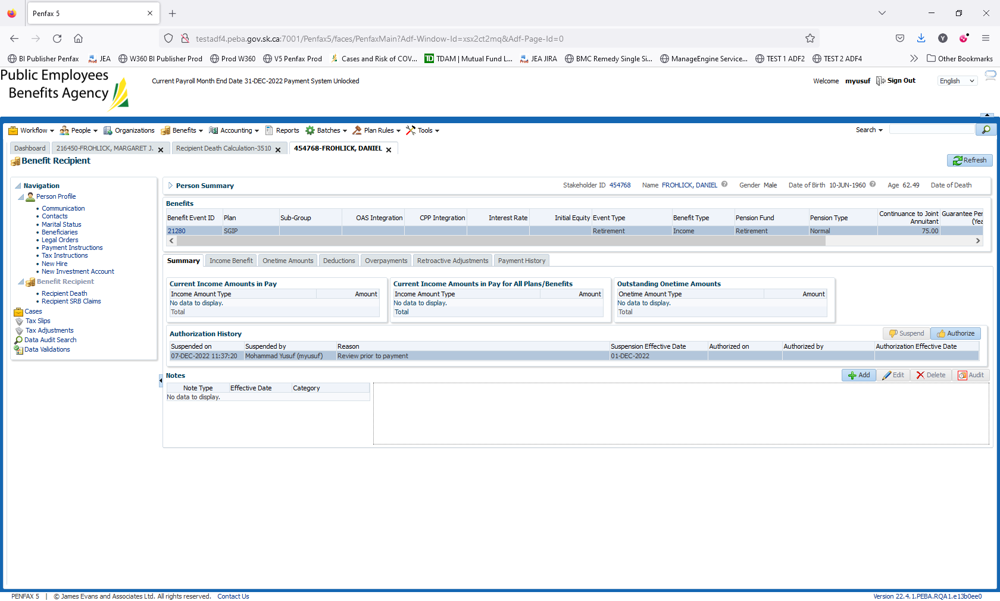 Penfax 5
testadf4.peba.gov.sk.ca:7001/Penfax5/faces/PenfaxMain?Adf-Window-Id=xsx2ct2mq&Adf-Page-Id=0
BI Publisher Penfax JEA W360 BI Publisher Prod Prod W360 V5 Penfax Prod Cases and Risk of COV... TDAM | Mutual Fund L... JEA JIRA BMC Remedy Single Si... ManageEngine Service... TEST 1 ADF2 TEST 2 ADF4 Other Bookmarks
Public Employees
Benefits Agency
Current Payroll Month End Date 31-DEC-2022 Payment System Unlocked
Welcome myusuf Sign Out English
Workflow People Organizations Benefits Accounting Reports Batches Plan Rules Tools Search
Dashboard 216450-FROHLICK, MARGARET J. Recipient Death Calculation-3510 454768-FROHLICK, DANIEL
Benefit Recipient
Refresh
Navigation
Person Profile
Communication
Contacts
Marital Status
Beneficiaries
Legal Orders
Payment Instructions
Tax Instructions
New Hire
New Investment Account
Benefit Recipient
Recipient Death
Recipient SRB Claims
Cases
Tax Slips
Tax Adjustments
Data Audit Search
Data Validations
Person Summary Stakeholder ID 454768 Name FROHLICK, DANIEL Gender Male Date of Birth 10-JUN-1960 Age 62.49 Date of Death
Benefits
Benefit Event ID Plan Sub-Group OAS Integration CPP Integration Interest Rate Initial Equity Event Type Benefit Type Pension Fund Pension Type Continuance to Joint Annuitant Guarantee Per (Yea
21280 SGIP Retirement Income Retirement Normal 75.00
Summary Income Benefit Onetime Amounts Deductions Overpayments Retroactive Adjustments Payment History
Current Income Amounts in Pay
Income Amount Type Amount
No data to display.
Total
Current Income Amounts in Pay for All Plans/Benefits
Income Amount Type Amount
No data to display.
Total
Outstanding Onetime Amounts
Onetime Amount Type Amount
No data to display.
Total
Authorization History Suspend Authorize
Suspended on Suspended by Reason Suspension Effective Date Authorized on Authorized by Authorization Effective Date
07-DEC-2022 11:37:20 Mohammad Yusuf (myusuf) Review prior to payment 01-DEC-2022
Notes Add Edit Delete Audit
Note Type Effective Date Category
No data to display.
PENFAX 5 | © James Evans and Associates Ltd. All rights reserved. Contact Us
Version 22.4.1.PEBA.RQA1.e13b0ee0